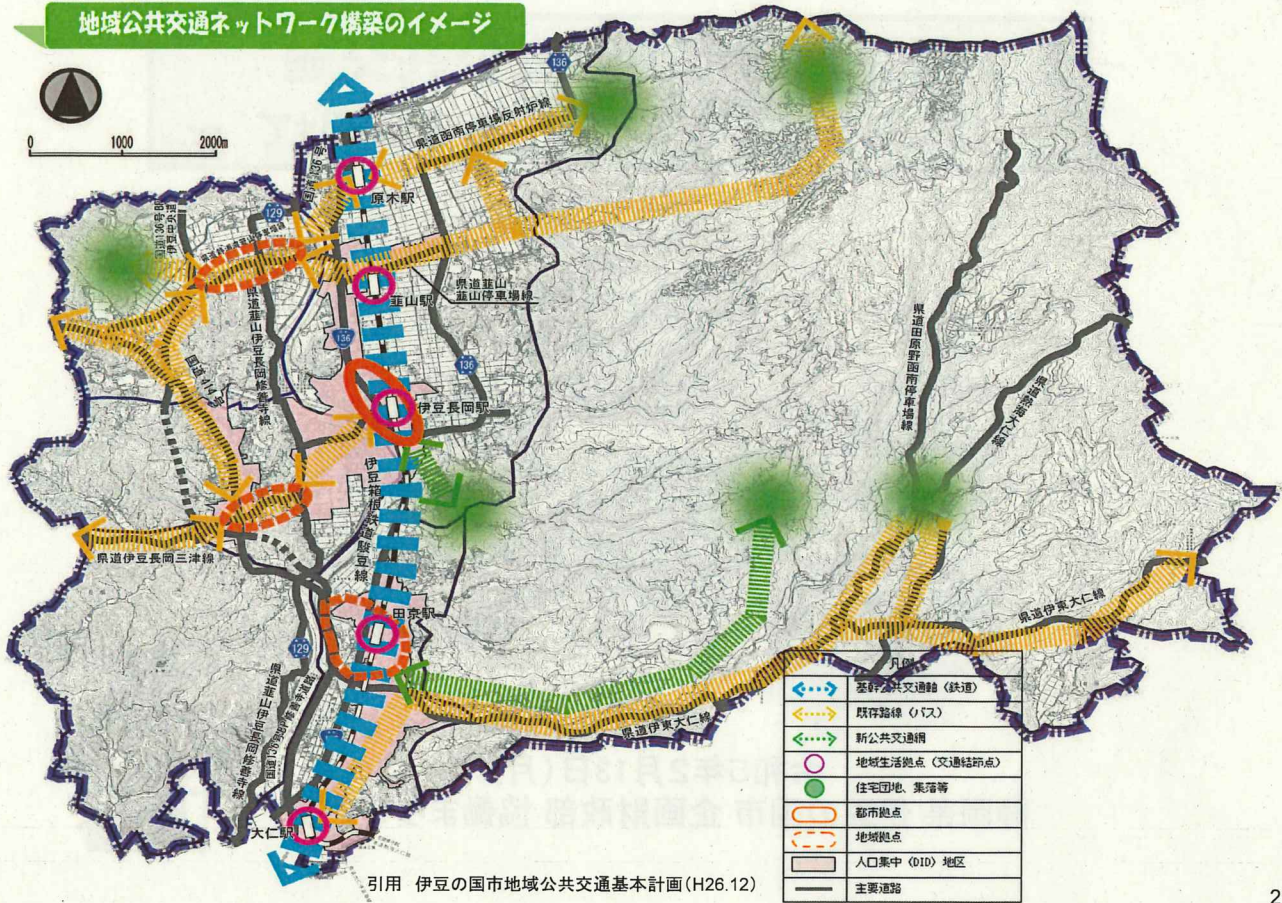 地域公共交通ネットワーク構築のイメージ
0 1000 2000m
136
県道函南停車場反射炉線
国道136号
原木駅
129
県道韮山
韮山停車場線
韮山駅
県道韮山伊豆長岡修善寺線
136
136
国道414号
伊豆長岡駅
県道田原野函南停車場線
県道熱海大仁線
伊豆箱根鉄道駿豆線
県道伊豆長岡三津線
田京駅
県道伊東大仁線
129
県道韮山伊豆長岡修善寺線
県道伊東大仁線
大仁駅
凡例
基幹公共交通軸（鉄道）
既存路線（バス）
新公共交通網
地域生活拠点（交通結節点）
住宅団地、集落等
都市拠点
地域拠点
人口集中（DID）地区
主要道路
引用 伊豆の国市地域公共交通基本計画(H26.12)
2